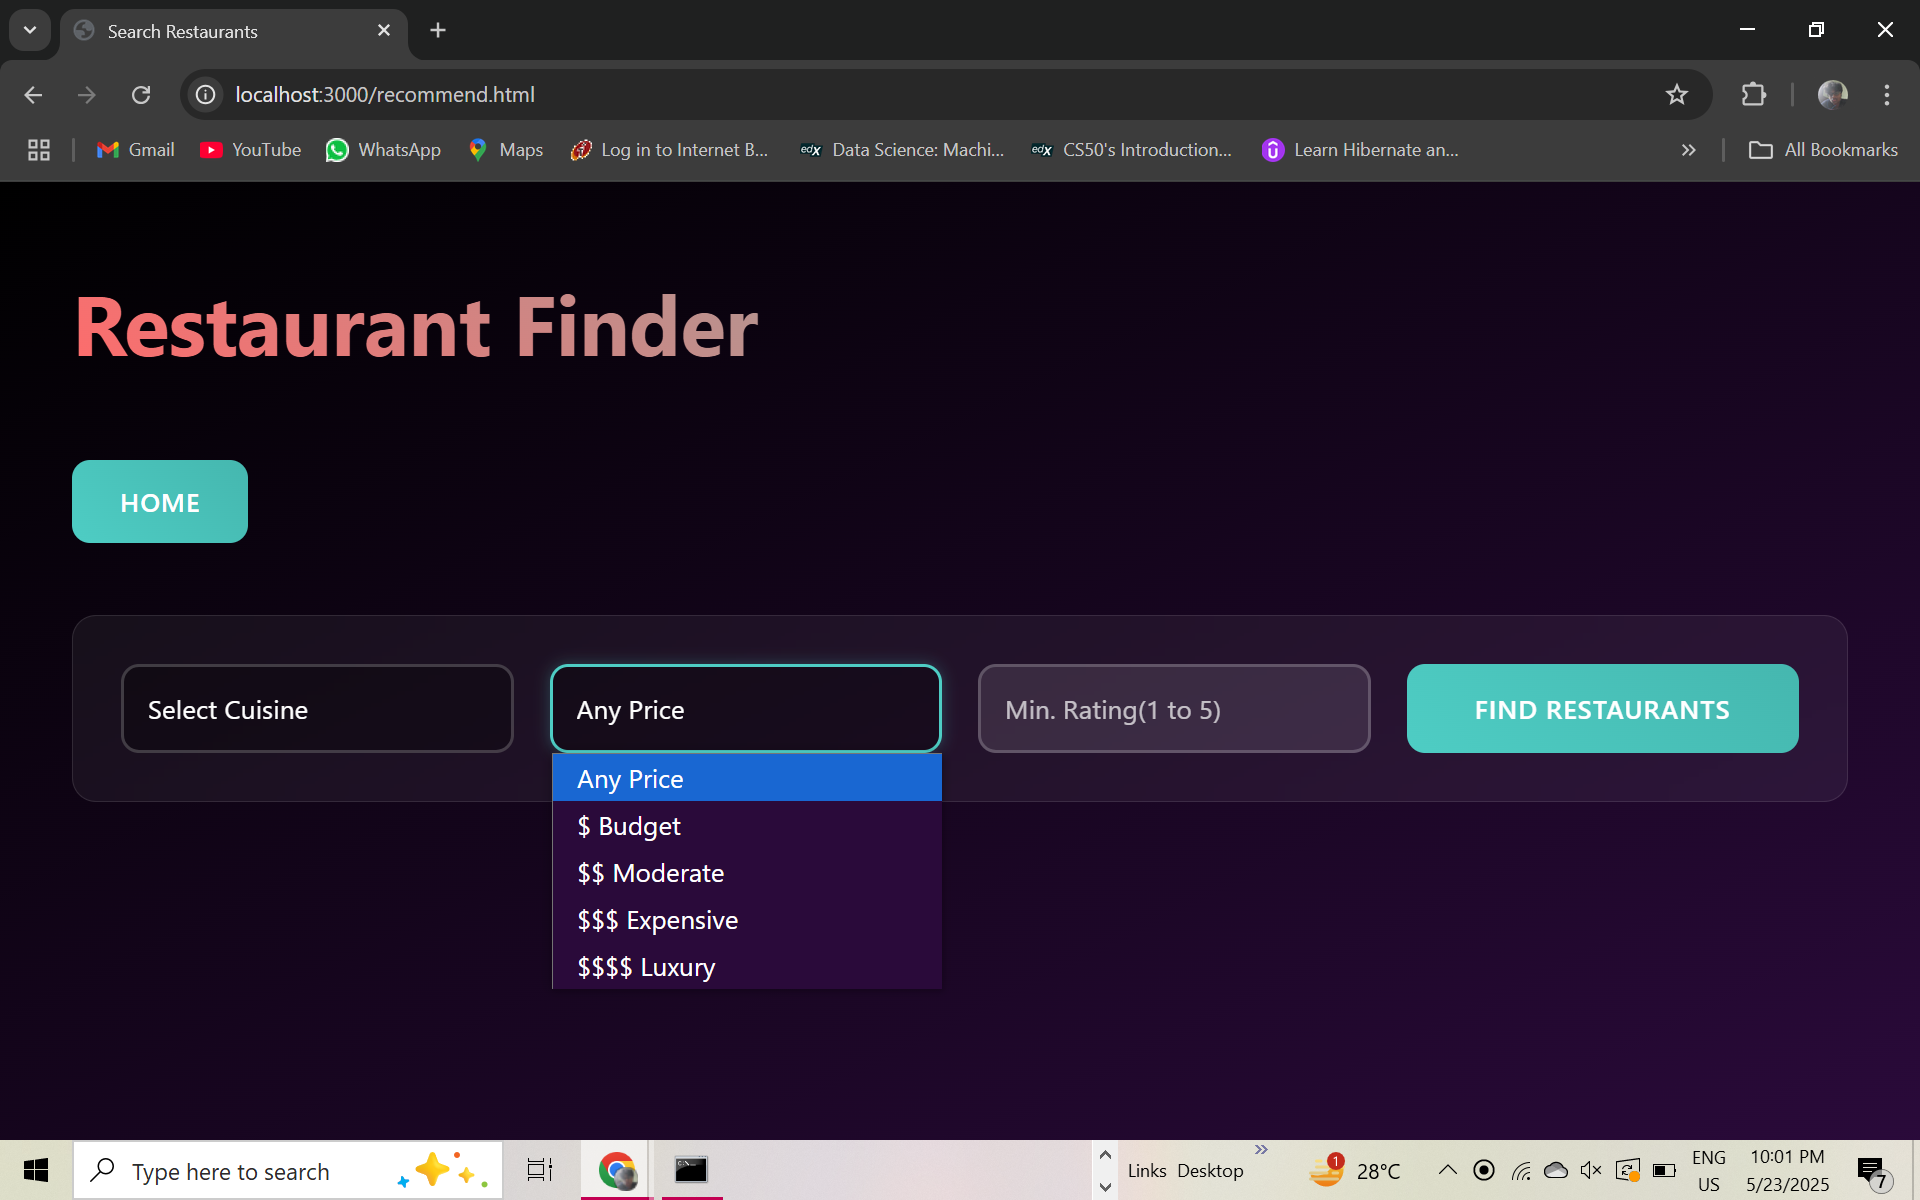 Search Restaurants
localhost:3000/recommend.html
Gmail YouTube WhatsApp Maps Log in to Internet B... edX Data Science: Machi... edX CS50's Introduction... Learn Hibernate an... All Bookmarks
Restaurant Finder
HOME
Select Cuisine Any Price Min. Rating(1 to 5) FIND RESTAURANTS
Any Price
$ Budget
$$ Moderate
$$$ Expensive
$$$$ Luxury
Type here to search Links Desktop 1 28°C ENG 10:01 PM
US 5/23/2025 7